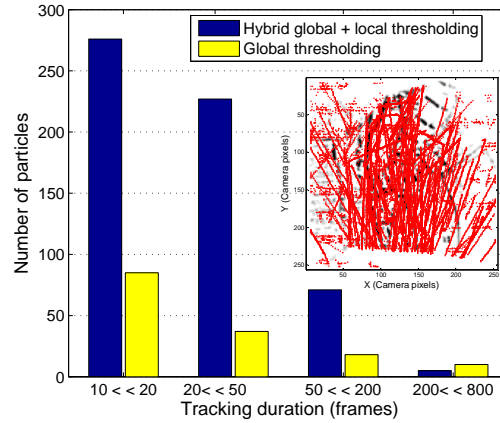 Hybrid global + local thresholding
Global thresholding
300
250
200
150
100
50
0
Number of particles
10 < < 20
20 < < 50
50 < < 200
200 < < 800
Tracking duration (frames)
50
100
150
200
250
Y (Camera pixels)
50
100
150
200
250
X (Camera pixels)